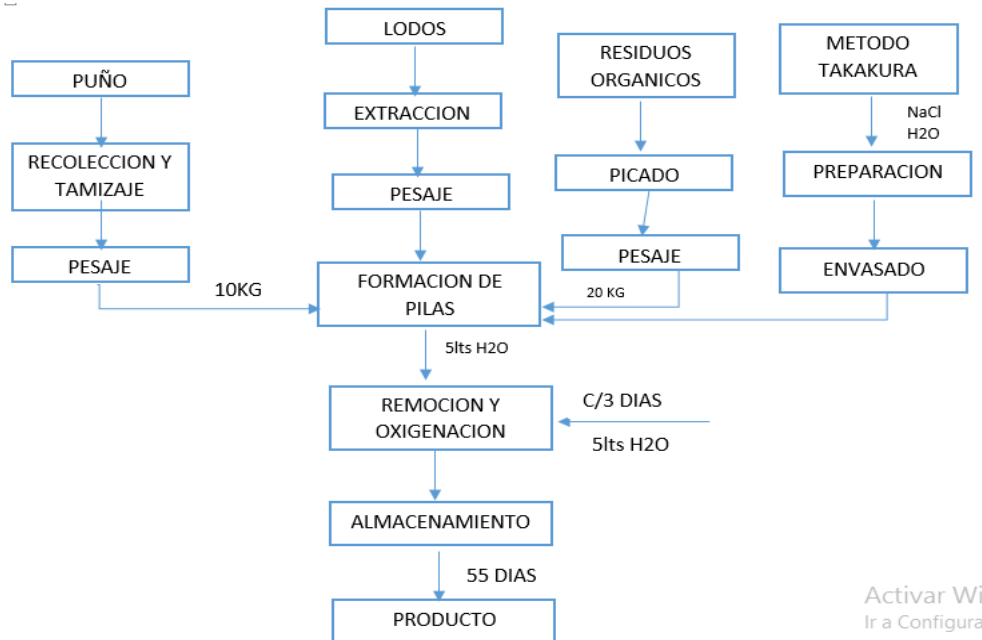 PUÑO
RECOLECCION Y
TAMIZAJE
PESAJE
10KG
LODOS
EXTRACCION
PESAJE
RESIDUOS
ORGANICOS
PICADO
PESAJE
20 KG
METODO
TAKAKURA
NaCl
H2O
PREPARACION
ENVASADO
FORMACION DE
PILAS
5lts H2O
REMOCION Y
OXIGENACION
C/3 DIAS
5lts H2O
ALMACENAMIENTO
55 DIAS
PRODUCTO
Activar Wi
Ir a Configura